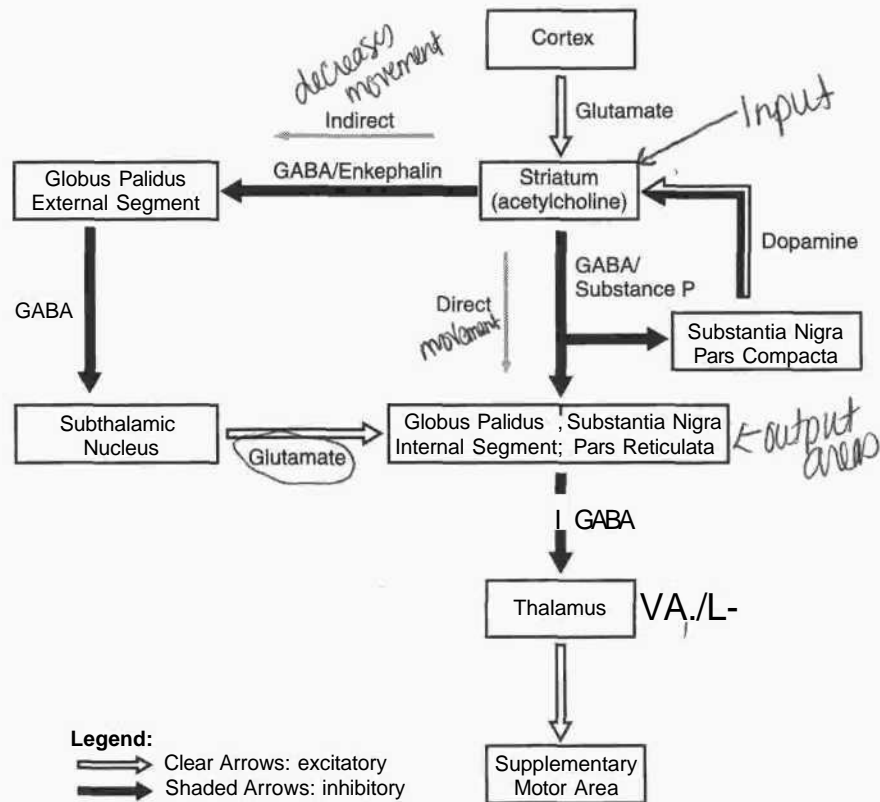 Cortex
decreases
movement
Glutamate
Input
Indirect
GABA/Enkephalin
Globus Palidus
External Segment
Striatum
(acetylcholine)
Dopamine
GABA/
Substance P
GABA
Direct
movement
Substantia Nigra
Pars Compacta
Subthalamic
Nucleus
Glutamate
Globus Palidus , Substantia Nigra
Internal Segment; Pars Reticulata
output
areas
I GABA
Thalamus
VA./L-
Legend:
Clear Arrows: excitatory
Shaded Arrows: inhibitory
Supplementary
Motor Area